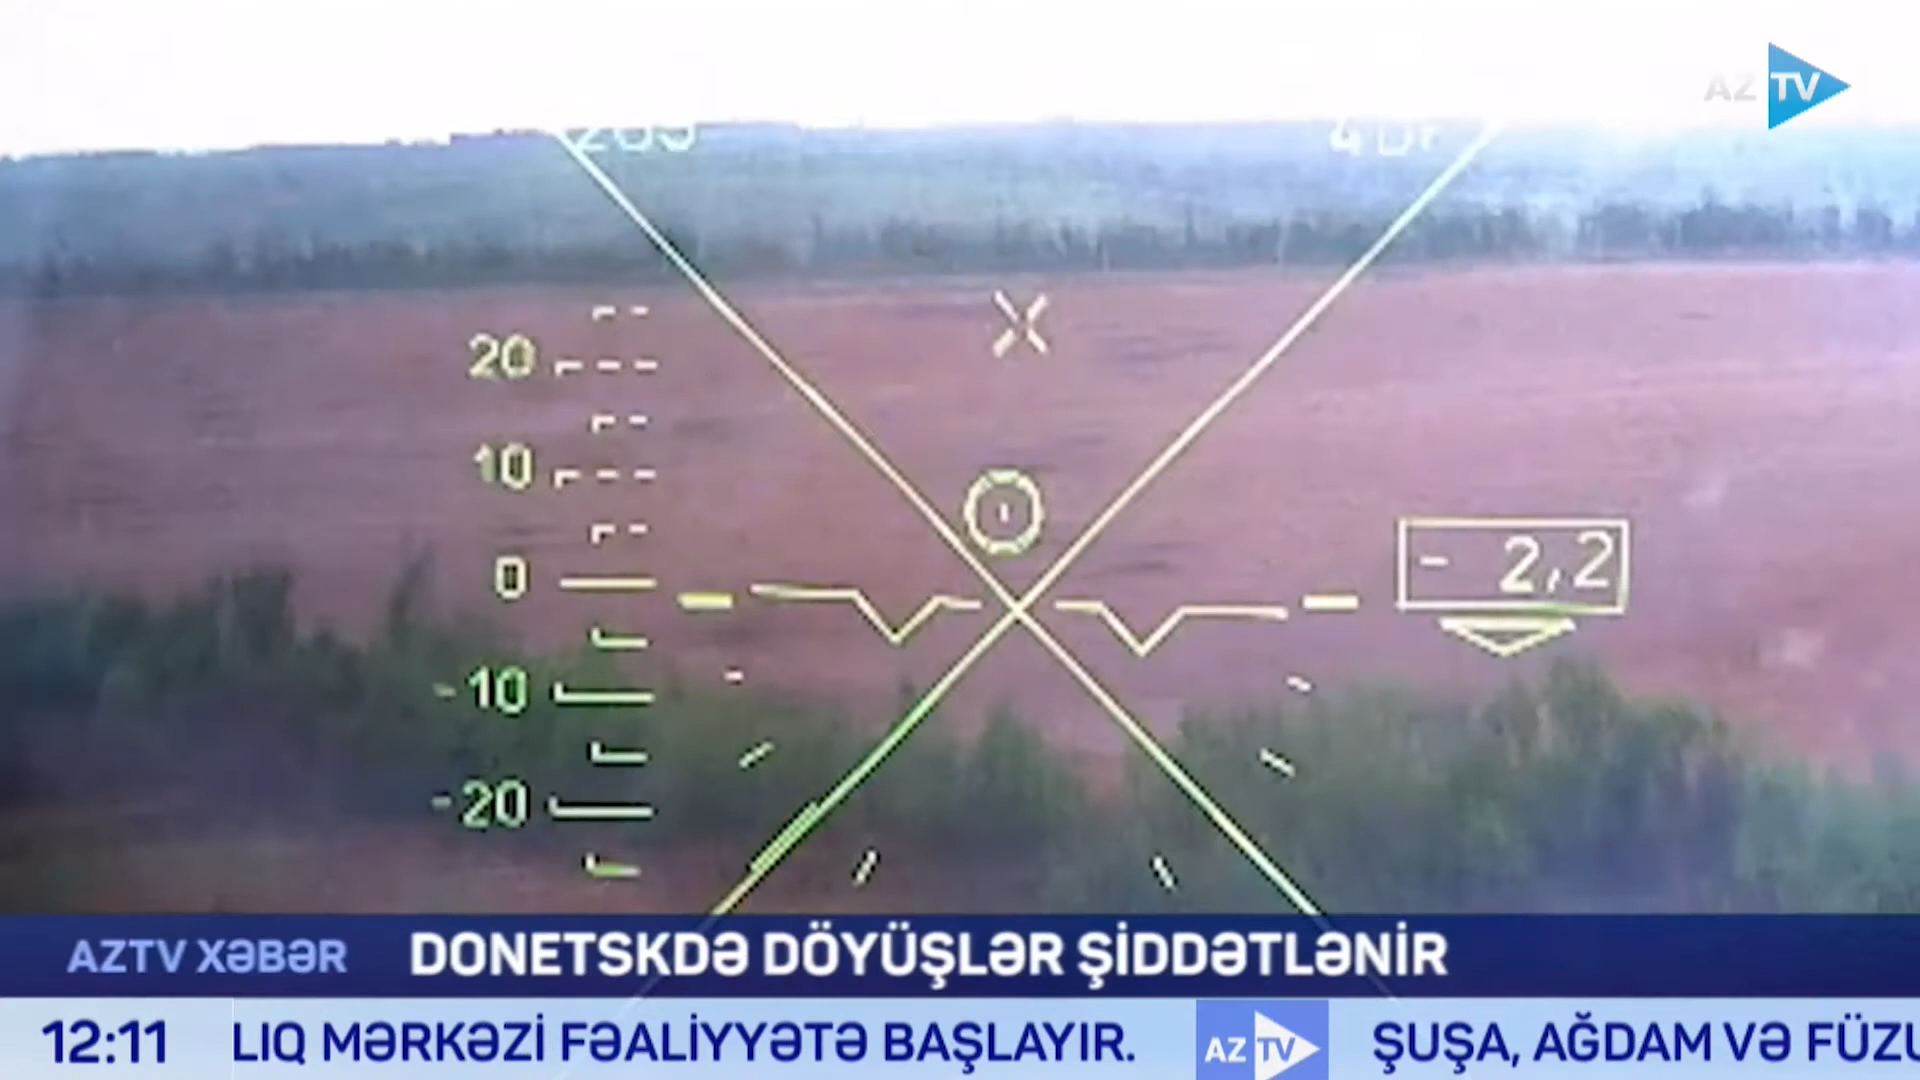 AZ TV
20
10
0
- 2,2
-10
-20
AZTV XƏBƏR DONETSKDƏ DÖYÜŞLƏR ŞİDDƏTLƏNİR
12:11 LIQ MƏRKƏZİ FƏALİYYƏTƏ BAŞLAYIR. AZ TV ŞUŞA, AĞDAM VƏ FÜZU